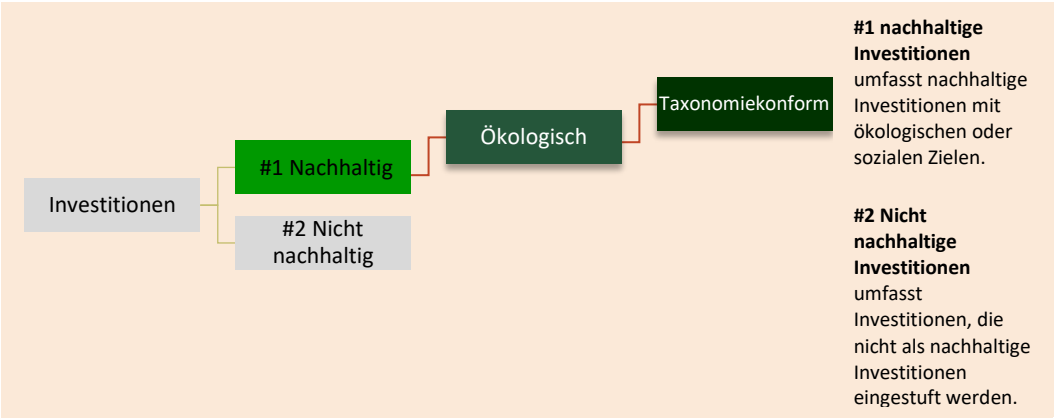 Investitionen
#1 Nachhaltig
#2 Nicht
nachhaltig
Ökologisch
Taxonomiekonform
#1 nachhaltige
Investitionen
umfasst nachhaltige
Investitionen mit
ökologischen oder
sozialen Zielen.
#2 Nicht
nachhaltige
Investitionen
umfasst
Investitionen, die
nicht als nachhaltige
Investitionen
eingestuft werden.